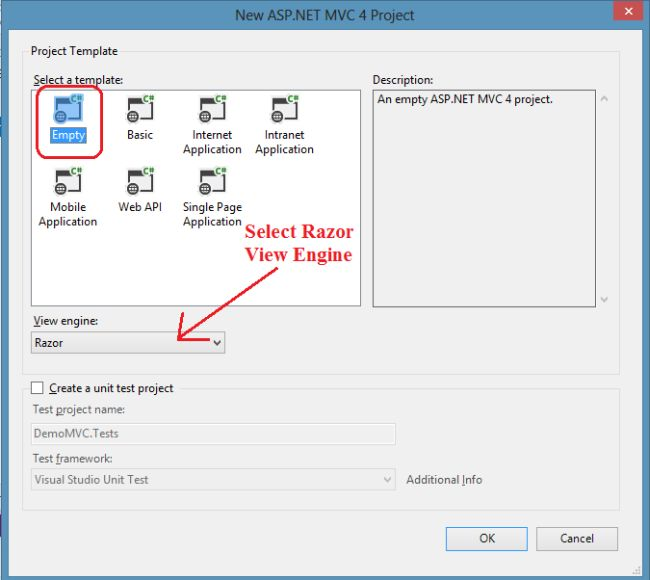 New ASP.NET MVC 4 Project
Project Template
Select a template:
Description:
C#
C#
C#
C#
An empty ASP.NET MVC 4 project.
Empty
Basic
Internet
Application
Intranet
Application
C#
C#
C#
Mobile
Application
Web API
Single Page
Application
Select Razor
View Engine
View engine:
Razor
Create a unit test project
Test project name:
DemoMVC.Tests
Test framework:
Visual Studio Unit Test
Additional Info
OK
Cancel